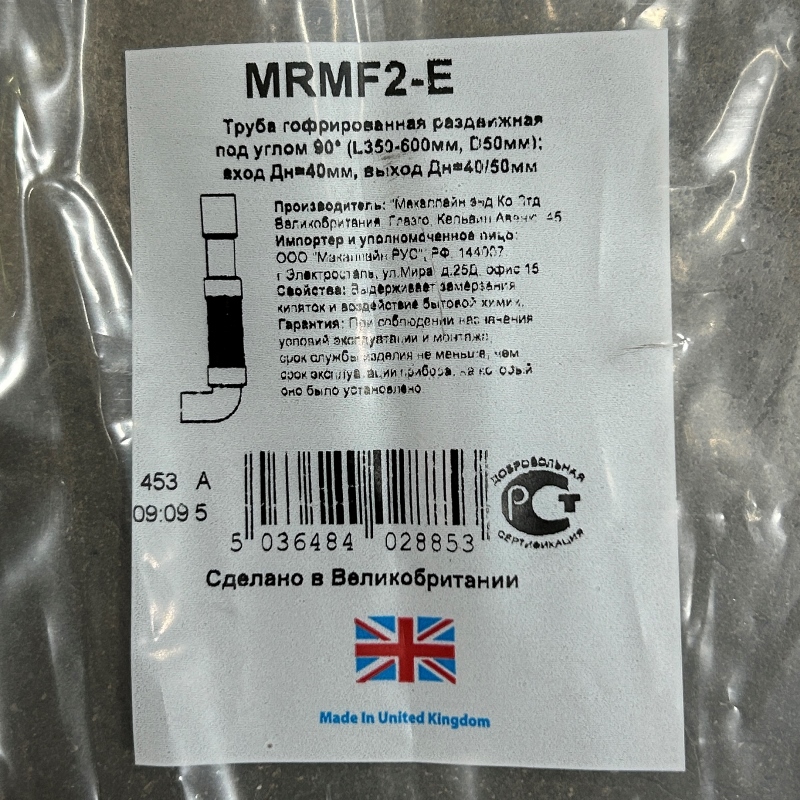 MRMF2-E
Труба гофрированная раздвижная
под углом 90° (L350-600мм, D50мм):
вход Дн=40мм, выход Дн=40/50мм
Производитель: "Макалпайн энд Ко Лтд
Великобритания, Глазго, Кельвин Авеню, 45
Импортер и уполномоченное лицо:
ООО "Макалпайн РУС", РФ, 144007,
г Электросталь, ул.Мира д.25Д, офис 15
Свойства: Выдерживает замерзания
кипяток и воздействие бытовой химии.
Гарантия: При соблюдении назначения
условий эксплуатации и монтажа,
срок службы изделия не меньше, чем
срок эксплуатации прибора, на который
оно было установлено.
453 A
09:09 5
5 036484 028853
ДОБРОВОЛЬНАЯ
РСТ
СЕРТИФИКАЦИЯ
Сделано в Великобритании
Made In United Kingdom